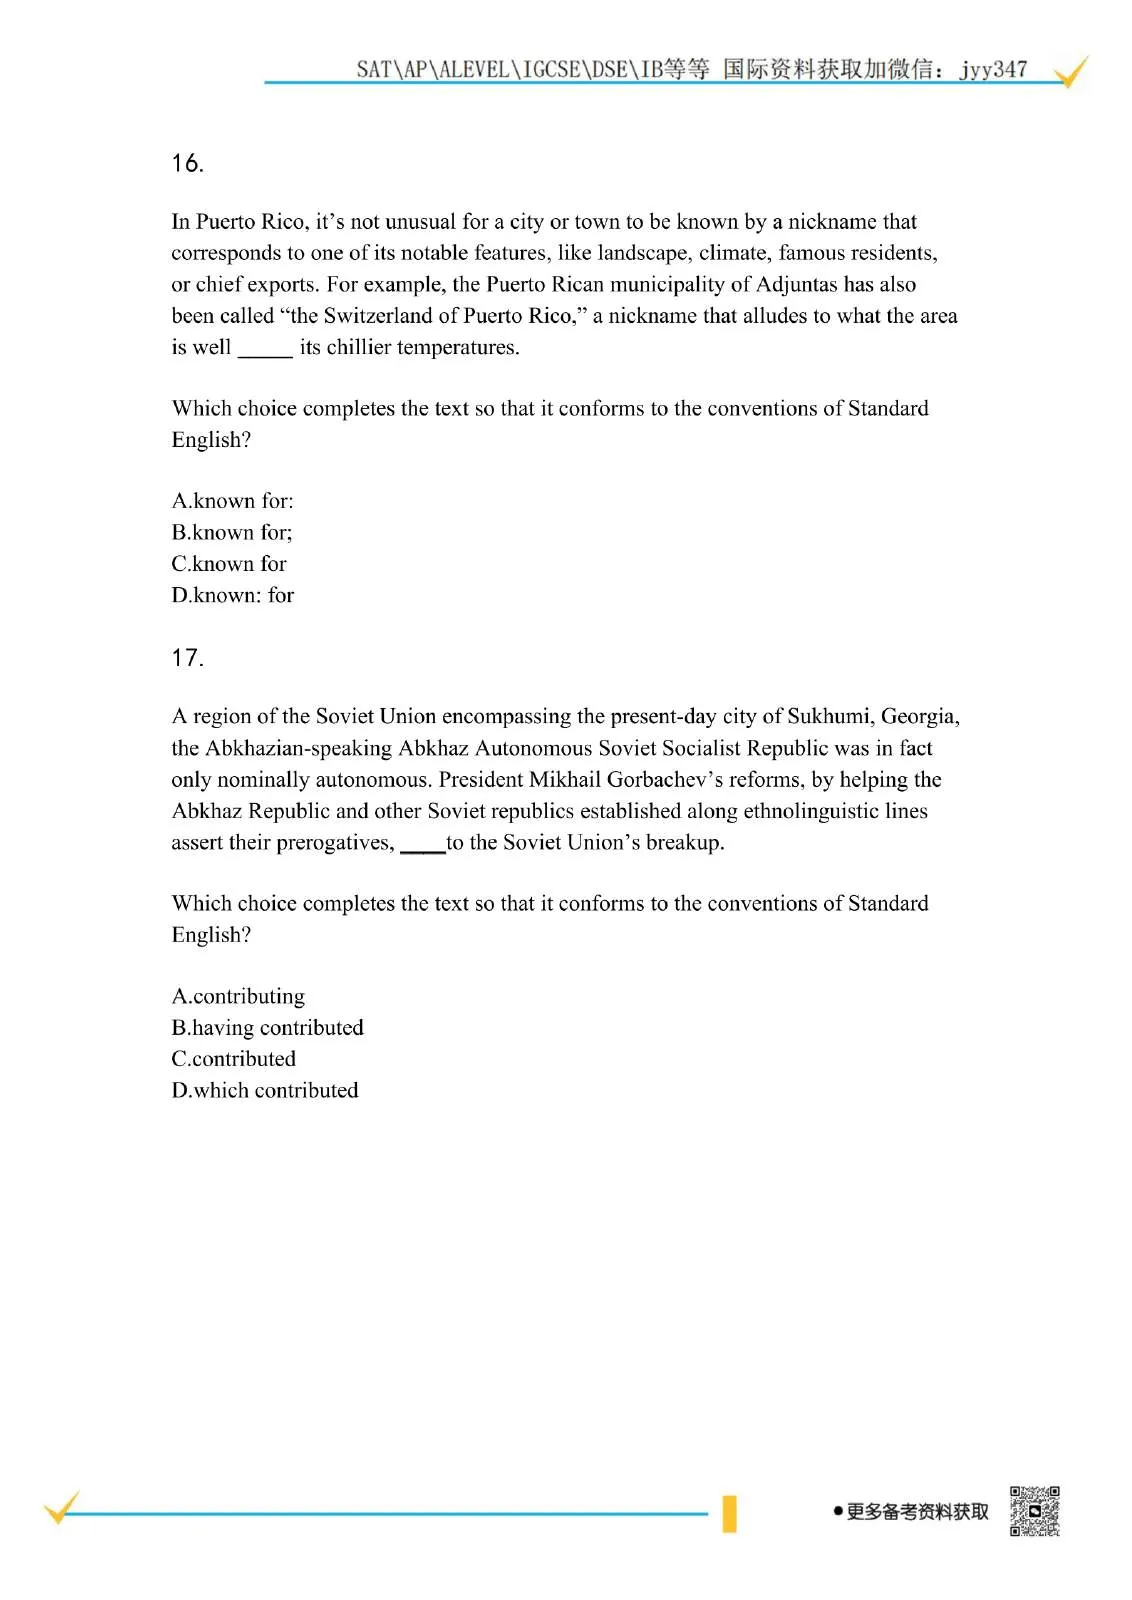 SAT\AP\ALEVEL\IGCSE\DSE\IB等等 国际资料获取加微信：jyy347
16.
In Puerto Rico, it’s not unusual for a city or town to be known by a nickname that
corresponds to one of its notable features, like landscape, climate, famous residents,
or chief exports. For example, the Puerto Rican municipality of Adjuntas has also
been called “the Switzerland of Puerto Rico,” a nickname that alludes to what the area
is well _____ its chillier temperatures.
Which choice completes the text so that it conforms to the conventions of Standard
English?
A.known for:
B.known for;
C.known for
D.known: for
17.
A region of the Soviet Union encompassing the present-day city of Sukhumi, Georgia,
the Abkhazian-speaking Abkhaz Autonomous Soviet Socialist Republic was in fact
only nominally autonomous. President Mikhail Gorbachev’s reforms, by helping the
Abkhaz Republic and other Soviet republics established along ethnolinguistic lines
assert their prerogatives, ____to the Soviet Union’s breakup.
Which choice completes the text so that it conforms to the conventions of Standard
English?
A.contributing
B.having contributed
C.contributed
D.which contributed
●更多备考资料获取